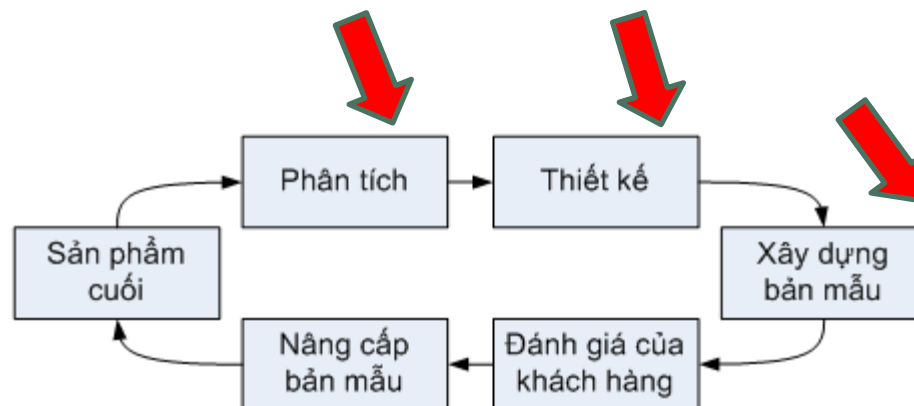 Phân tích
Thiết kế
Sản phẩm
cuối
Xây dựng
bản mẫu
Nâng cấp
bản mẫu
Đánh giá của
khách hàng